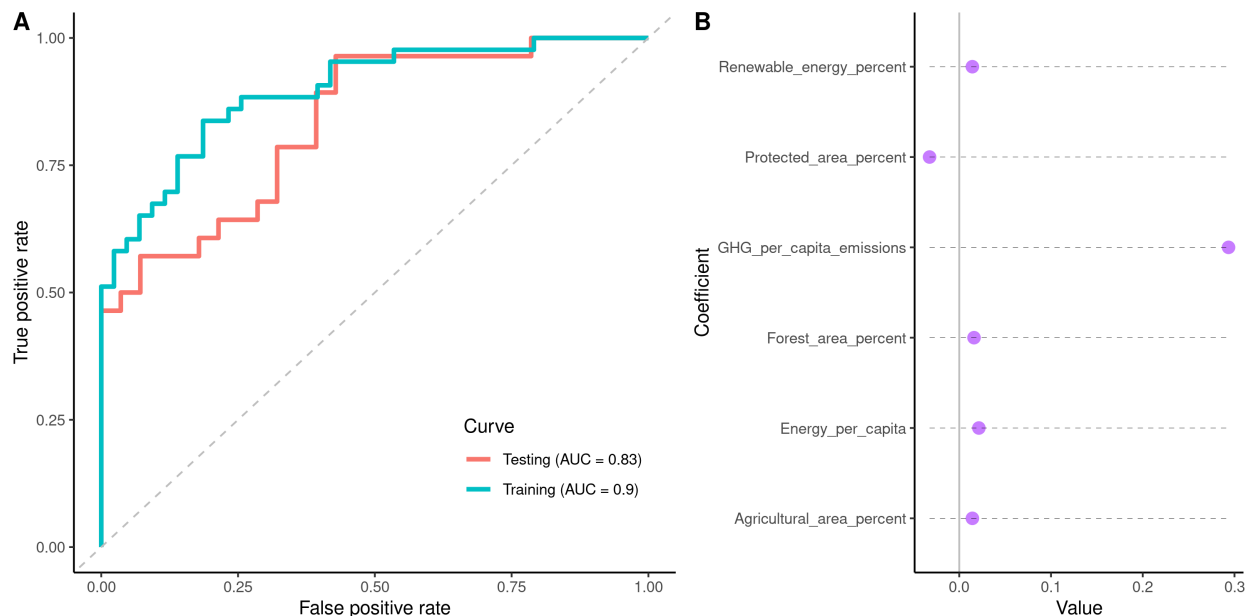 A
True positive rate
1.00
0.75
0.50
0.25
0.00
Curve
Testing (AUC = 0.83)
Training (AUC = 0.9)
0.00 0.25 0.50 0.75 1.00
False positive rate
B
Coefficient
Renewable_energy_percent
Protected_area_percent
GHG_per_capita_emissions
Forest_area_percent
Energy_per_capita
Agricultural_area_percent
0.0 0.1 0.2 0.3
Value